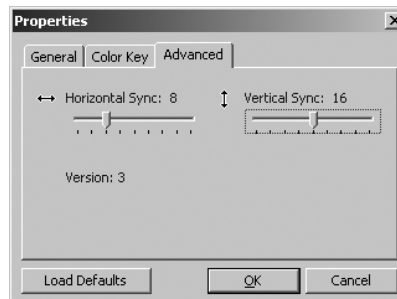 Properties
General Color Key Advanced
Horizontal Sync: 8 Vertical Sync: 16
Version: 3
Load Defaults OK Cancel